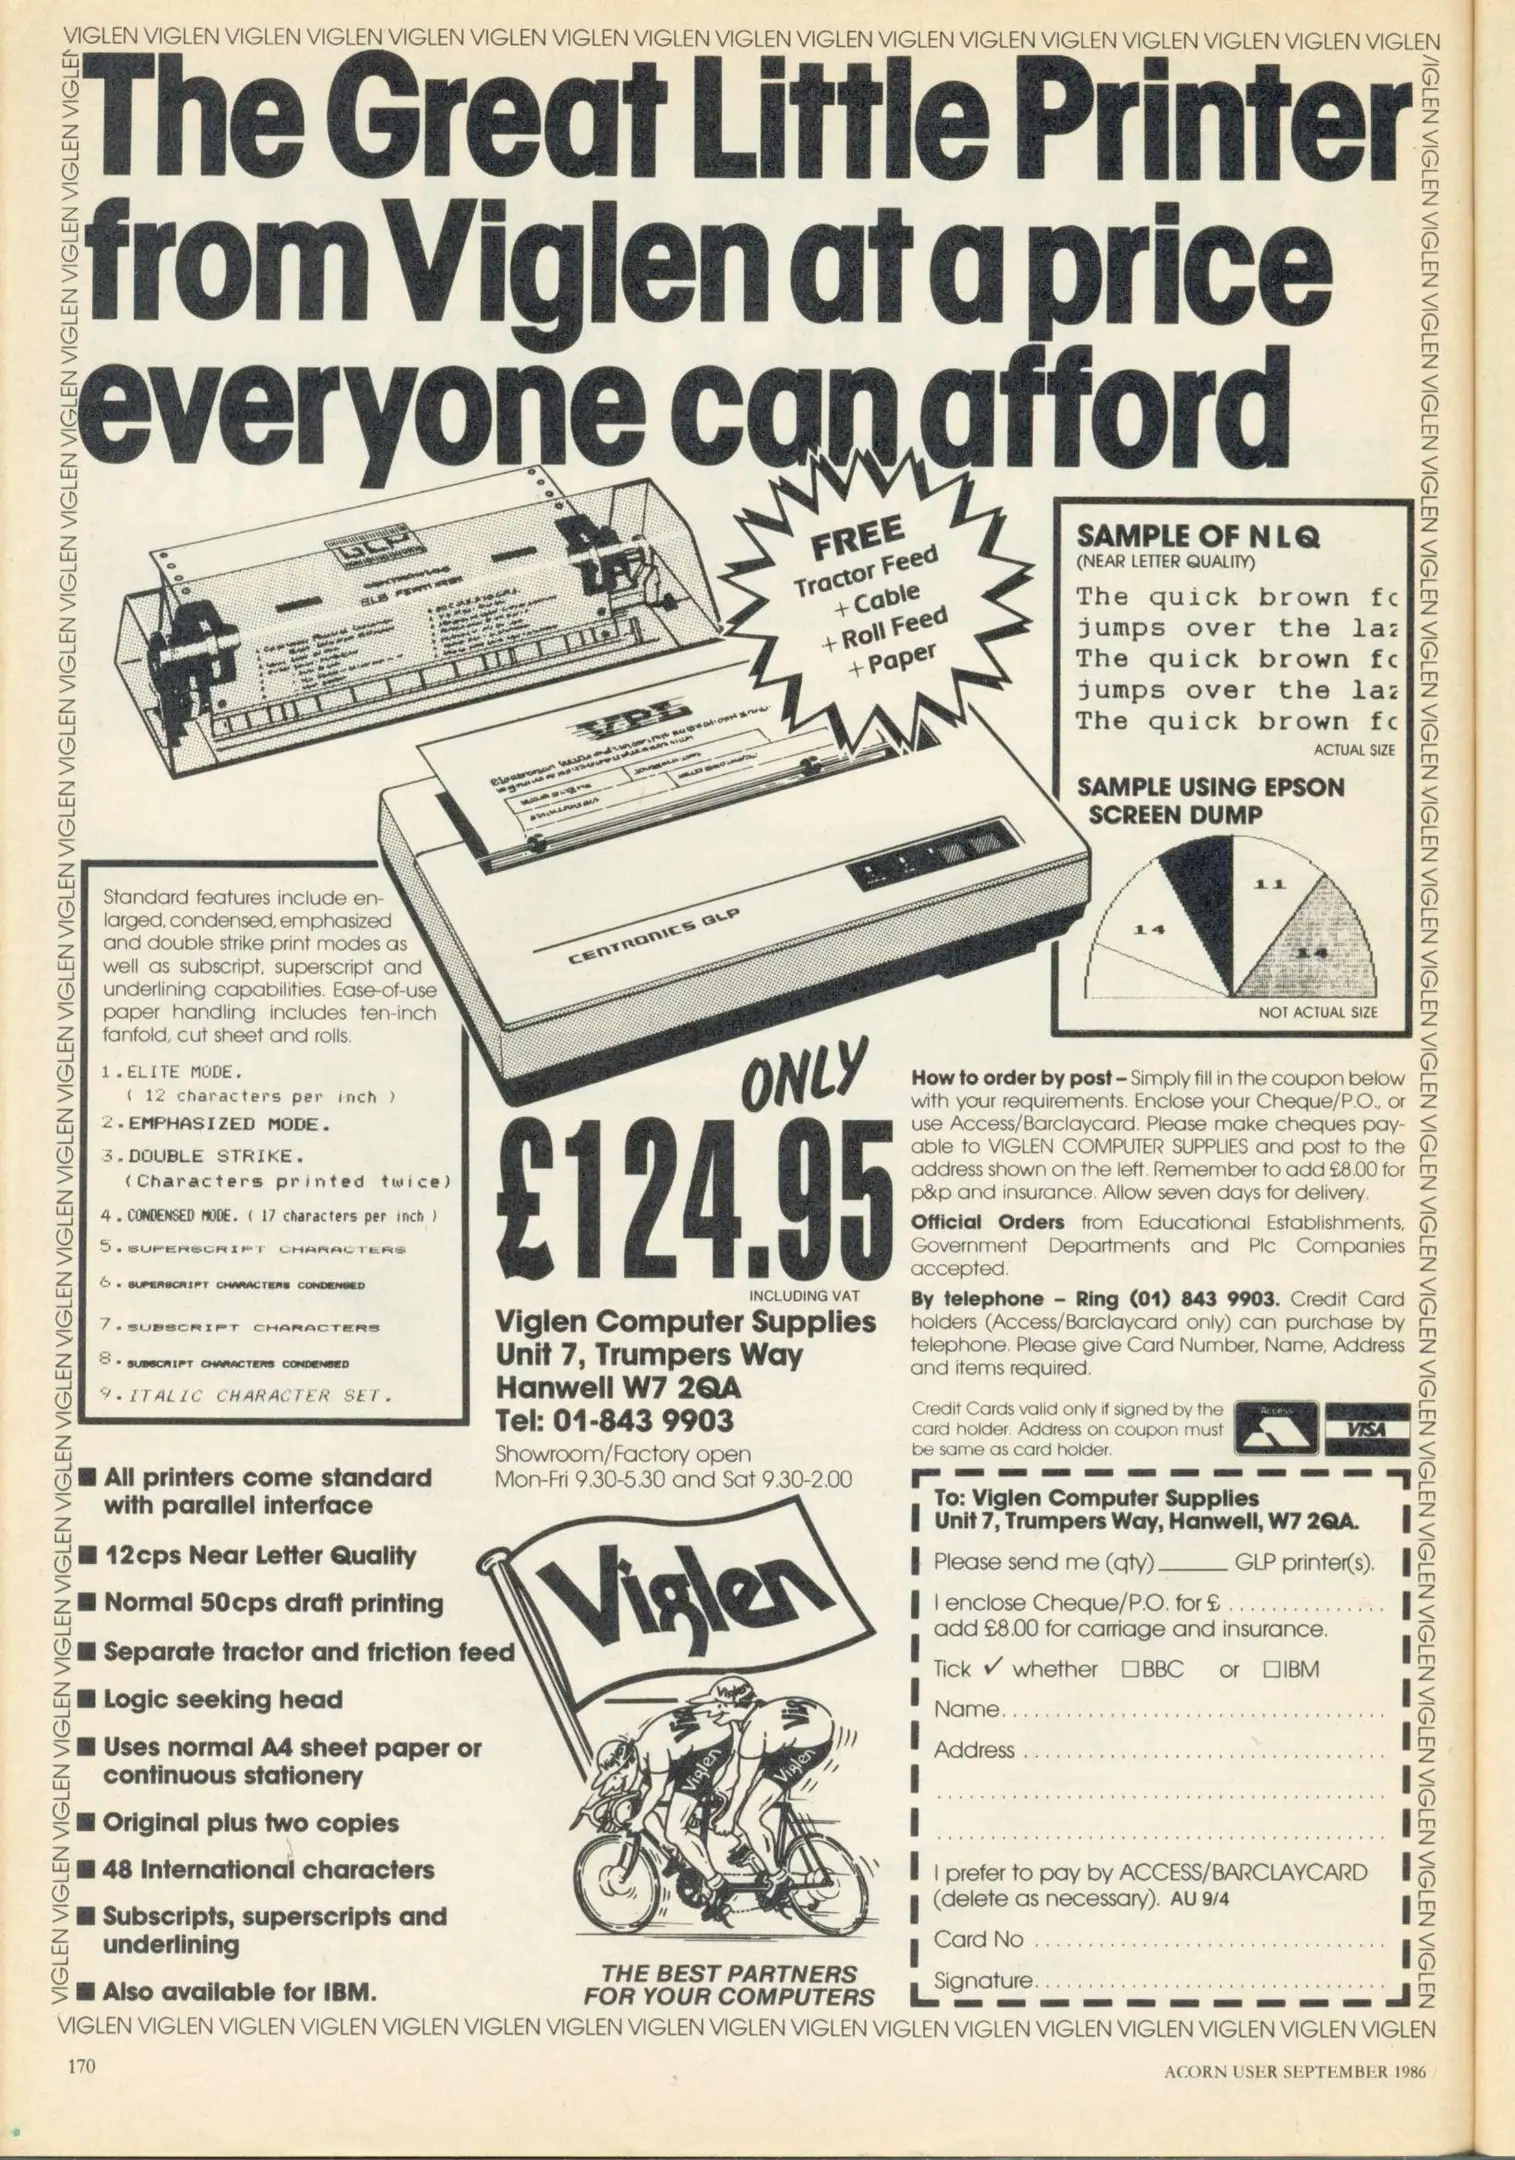 VIGLEN VIGLEN VIGLEN VIGLEN VIGLEN VIGLEN VIGLEN VIGLEN VIGLEN VIGLEN VIGLEN VIGLEN VIGLEN VIGLEN VIGLEN VIGLEN VIGLEN
The Great Little Printer
from Viglen at a price
everyone can afford
FREE
Tractor Feed
+ Cable
+ Roll Feed
+ Paper
GLP
VPI
CENTRONICS GLP
SAMPLE OF NLQ
(NEAR LETTER QUALITY)
The quick brown fo
jumps over the laz
The quick brown fo
jumps over the laz
The quick brown fo
ACTUAL SIZE
SAMPLE USING EPSON
SCREEN DUMP
11
14
14
NOT ACTUAL SIZE
Standard features include en-
larged, condensed, emphasized
and double strike print modes as
well as subscript, superscript and
underlining capabilities. Ease-of-use
paper handling includes ten-inch
fanfold, cut sheet and rolls.
1.ELITE MODE.
( 12 characters per inch )
2.EMPHASIZED MODE.
3.DOUBLE STRIKE.
(Characters printed twice)
4.CONDENSED MODE. ( 17 characters per inch )
5.SUPERSCRIPT CHARACTERS
6.SUPERSCRIPT CHARACTERS CONDENSED
7.SUBSCRIPT CHARACTERS
8.SUBSCRIPT CHARACTERS CONDENSED
9.ITALIC CHARACTER SET.
ONLY
£124.95
INCLUDING VAT
Viglen Computer Supplies
Unit 7, Trumpers Way
Hanwell W7 2QA
Tel: 01-843 9903
Showroom/Factory open
Mon-Fri 9.30-5.30 and Sat 9.30-2.00
How to order by post – Simply fill in the coupon below
with your requirements. Enclose your Cheque/P.O., or
use Access/Barclaycard. Please make cheques pay-
able to VIGLEN COMPUTER SUPPLIES and post to the
address shown on the left. Remember to add £8.00 for
p&p and insurance. Allow seven days for delivery.
Official Orders from Educational Establishments,
Government Departments and Plc Companies
accepted.
By telephone – Ring (01) 843 9903. Credit Card
holders (Access/Barclaycard only) can purchase by
telephone. Please give Card Number, Name, Address
and items required.
Credit Cards valid only if signed by the
card holder. Address on coupon must
be same as card holder.
Access
VISA
■ All printers come standard
with parallel interface
■ 12cps Near Letter Quality
■ Normal 50cps draft printing
■ Separate tractor and friction feed
■ Logic seeking head
■ Uses normal A4 sheet paper or
continuous stationery
■ Original plus two copies
■ 48 International characters
■ Subscripts, superscripts and
underlining
■ Also available for IBM.
Viglen
Viglen
Viglen
Viglen
Viglen
THE BEST PARTNERS
FOR YOUR COMPUTERS
To: Viglen Computer Supplies
Unit 7, Trumpers Way, Hanwell, W7 2QA.
Please send me (qty)______ GLP printer(s).
I enclose Cheque/P.O. for £ ...............
add £8.00 for carriage and insurance.
Tick ✓ whether ☐BBC or ☐IBM
Name....................................
Address ..................................
I prefer to pay by ACCESS/BARCLAYCARD
(delete as necessary). AU 9/4
Card No .................................
Signature.................................
VIGLEN VIGLEN VIGLEN VIGLEN VIGLEN VIGLEN VIGLEN VIGLEN VIGLEN VIGLEN VIGLEN VIGLEN VIGLEN VIGLEN VIGLEN VIGLEN VIGLEN
170
ACORN USER SEPTEMBER 1986